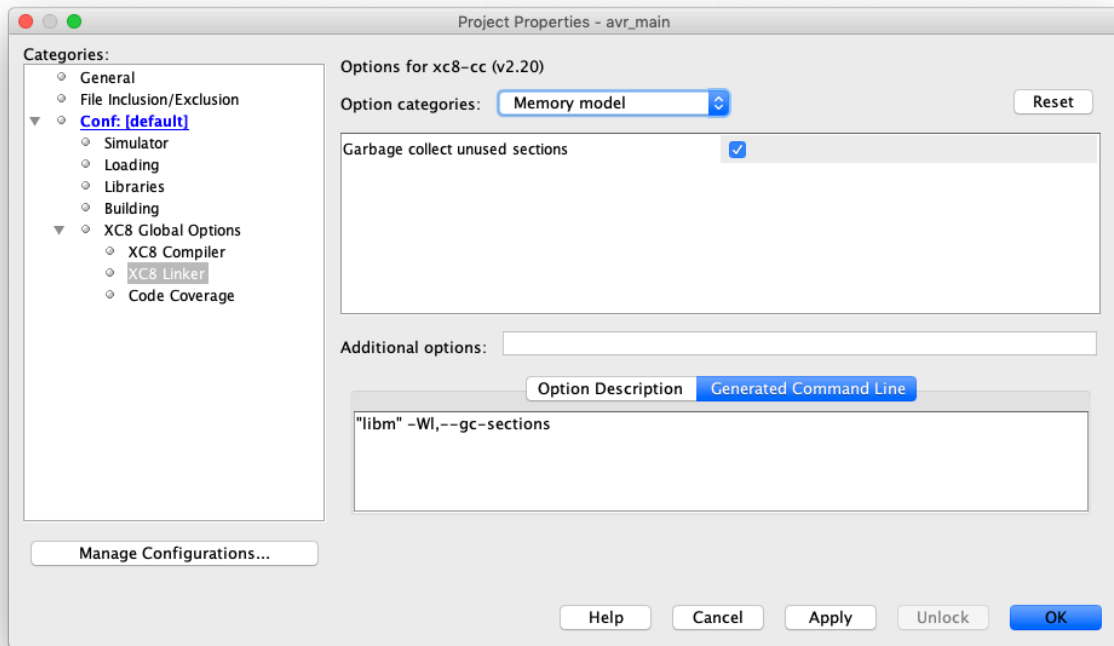 Project Properties - avr_main
Categories:
General
File Inclusion/Exclusion
Conf: [default]
Simulator
Loading
Libraries
Building
XC8 Global Options
XC8 Compiler
XC8 Linker
Code Coverage
Manage Configurations...
Options for xc8-cc (v2.20)
Option categories: Memory model Reset
Garbage collect unused sections
Additional options:
Option Description Generated Command Line
"libm" -Wl,--gc-sections
Help Cancel Apply Unlock OK